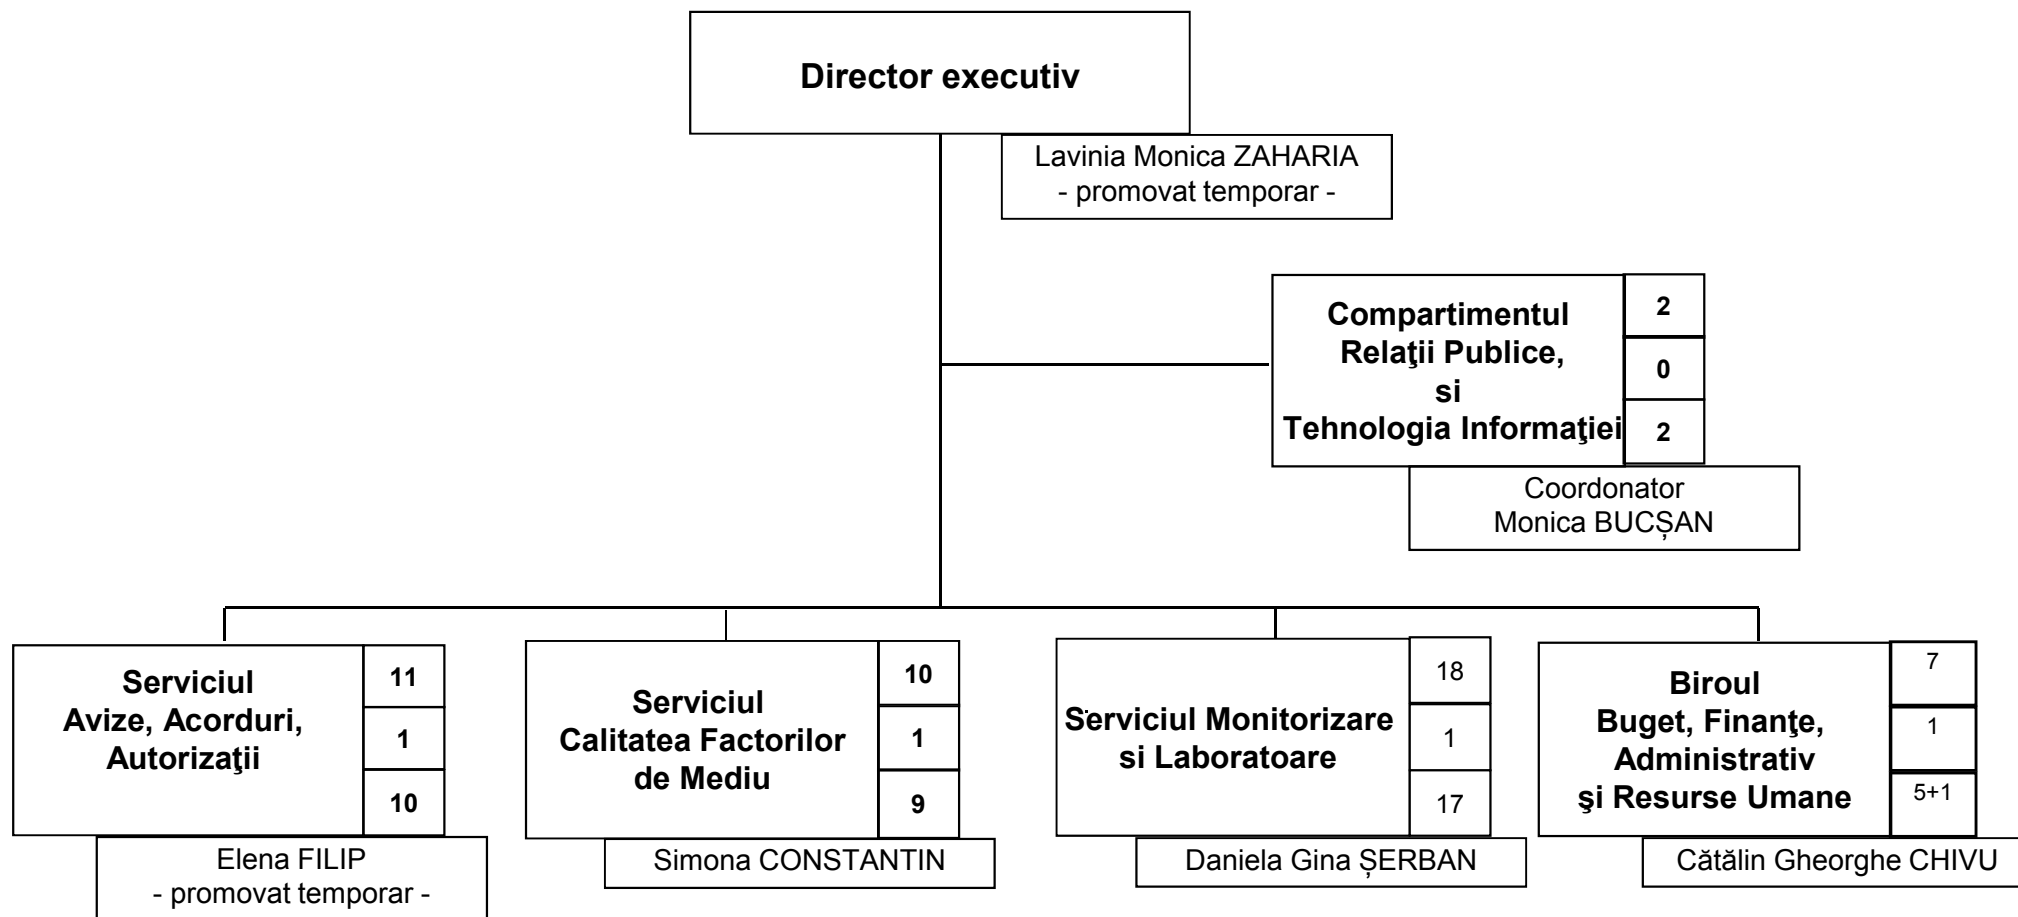 Director executiv
Lavinia Monica ZAHARIA
- promovat temporar -
Compartimentul
Relaţii Publice,
si
Tehnologia Informaţiei
2
0
2
Coordonator
Monica BUCȘAN
Serviciul
Avize, Acorduri,
Autorizaţii
11
1
10
Elena FILIP
- promovat temporar -
Serviciul
Calitatea Factorilor
de Mediu
10
1
9
Simona CONSTANTIN
Serviciul Monitorizare
si Laboratoare
18
1
17
Daniela Gina ȘERBAN
Biroul
Buget, Finanţe,
Administrativ
şi Resurse Umane
7
1
5+1
Cătălin Gheorghe CHIVU